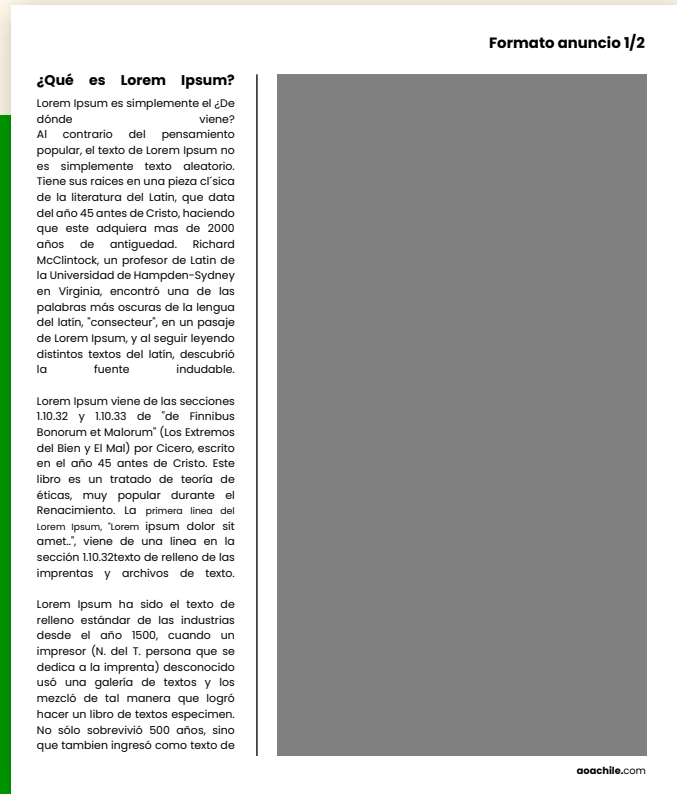 Formato anuncio 1/2
¿Qué es Lorem Ipsum?
Lorem Ipsum es simplemente el ¿De
dónde viene?
Al contrario del pensamiento
popular, el texto de Lorem Ipsum no
es simplemente texto aleatorio.
Tiene sus raices en una pieza cl´sica
de la literatura del Latin, que data
del año 45 antes de Cristo, haciendo
que este adquiera mas de 2000
años de antiguedad. Richard
McClintock, un profesor de Latin de
la Universidad de Hampden-Sydney
en Virginia, encontró una de las
palabras más oscuras de la lengua
del latín, "consecteur", en un pasaje
de Lorem Ipsum, y al seguir leyendo
distintos textos del latín, descubrió
la fuente indudable.
Lorem Ipsum viene de las secciones
1.10.32 y 1.10.33 de "de Finnibus
Bonorum et Malorum" (Los Extremos
del Bien y El Mal) por Cicero, escrito
en el año 45 antes de Cristo. Este
libro es un tratado de teoría de
éticas, muy popular durante el
Renacimiento. La primera linea del
Lorem Ipsum, "Lorem ipsum dolor sit
amet..", viene de una linea en la
sección 1.10.32texto de relleno de las
imprentas y archivos de texto.
Lorem Ipsum ha sido el texto de
relleno estándar de las industrias
desde el año 1500, cuando un
impresor (N. del T. persona que se
dedica a la imprenta) desconocido
usó una galería de textos y los
mezcló de tal manera que logró
hacer un libro de textos especimen.
No sólo sobrevivió 500 años, sino
que tambien ingresó como texto de
aoachile.com